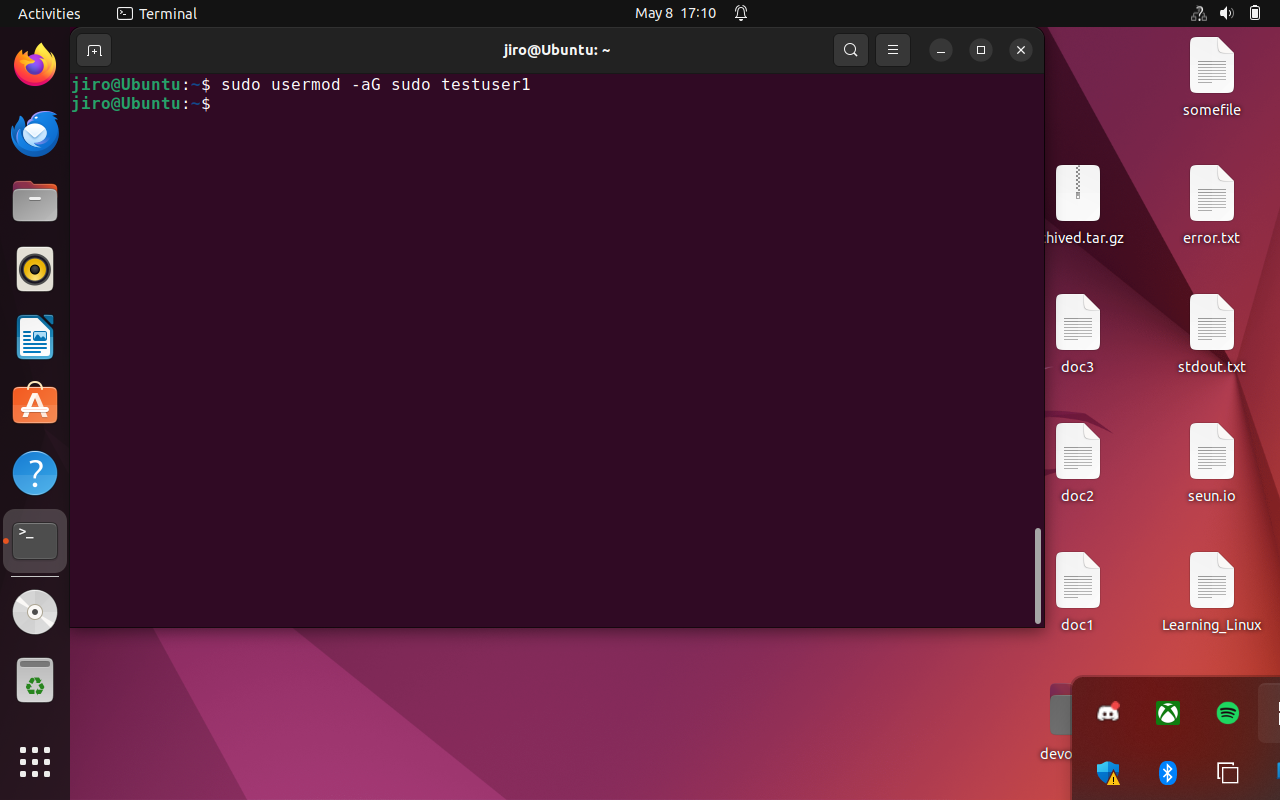 Activities
Terminal
May 8 17:10
jiro@Ubuntu: ~
jiro@Ubuntu:~$ sudo usermod -aG sudo testuser1
jiro@Ubuntu:~$
somefile
hived.tar.gz
error.txt
doc3
stdout.txt
doc2
seun.io
doc1
Learning_Linux
devo